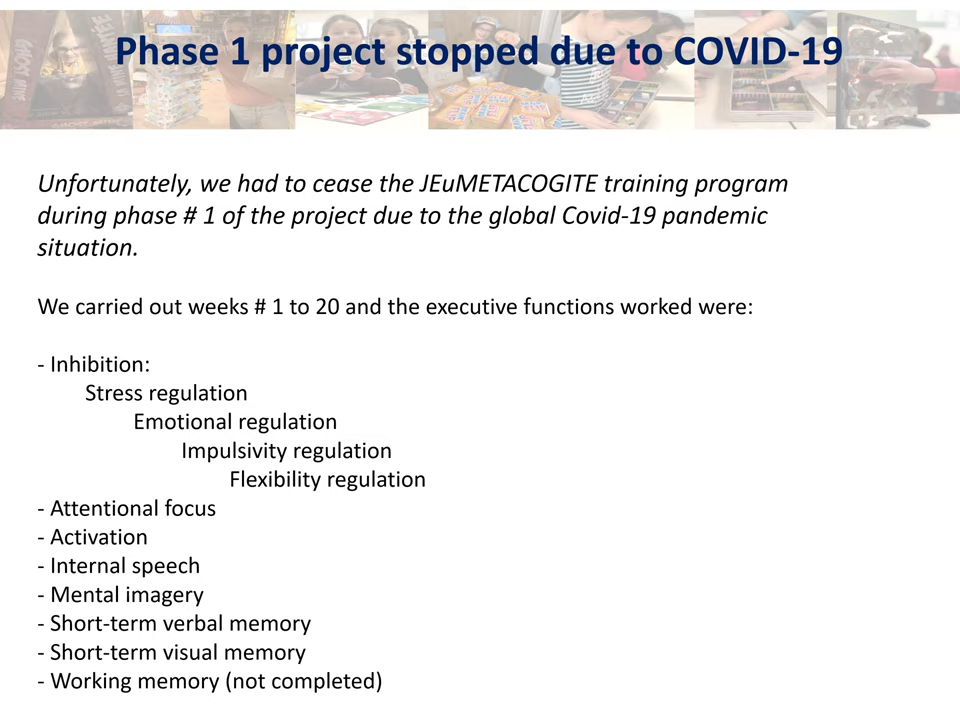 Phase 1 project stopped due to COVID-19
Unfortunately, we had to cease the JEuMETACOGITE training program
during phase # 1 of the project due to the global Covid-19 pandemic
situation.
We carried out weeks # 1 to 20 and the executive functions worked were:
- Inhibition:
Stress regulation
Emotional regulation
Impulsivity regulation
Flexibility regulation
- Attentional focus
- Activation
- Internal speech
- Mental imagery
- Short-term verbal memory
- Short-term visual memory
- Working memory (not completed)